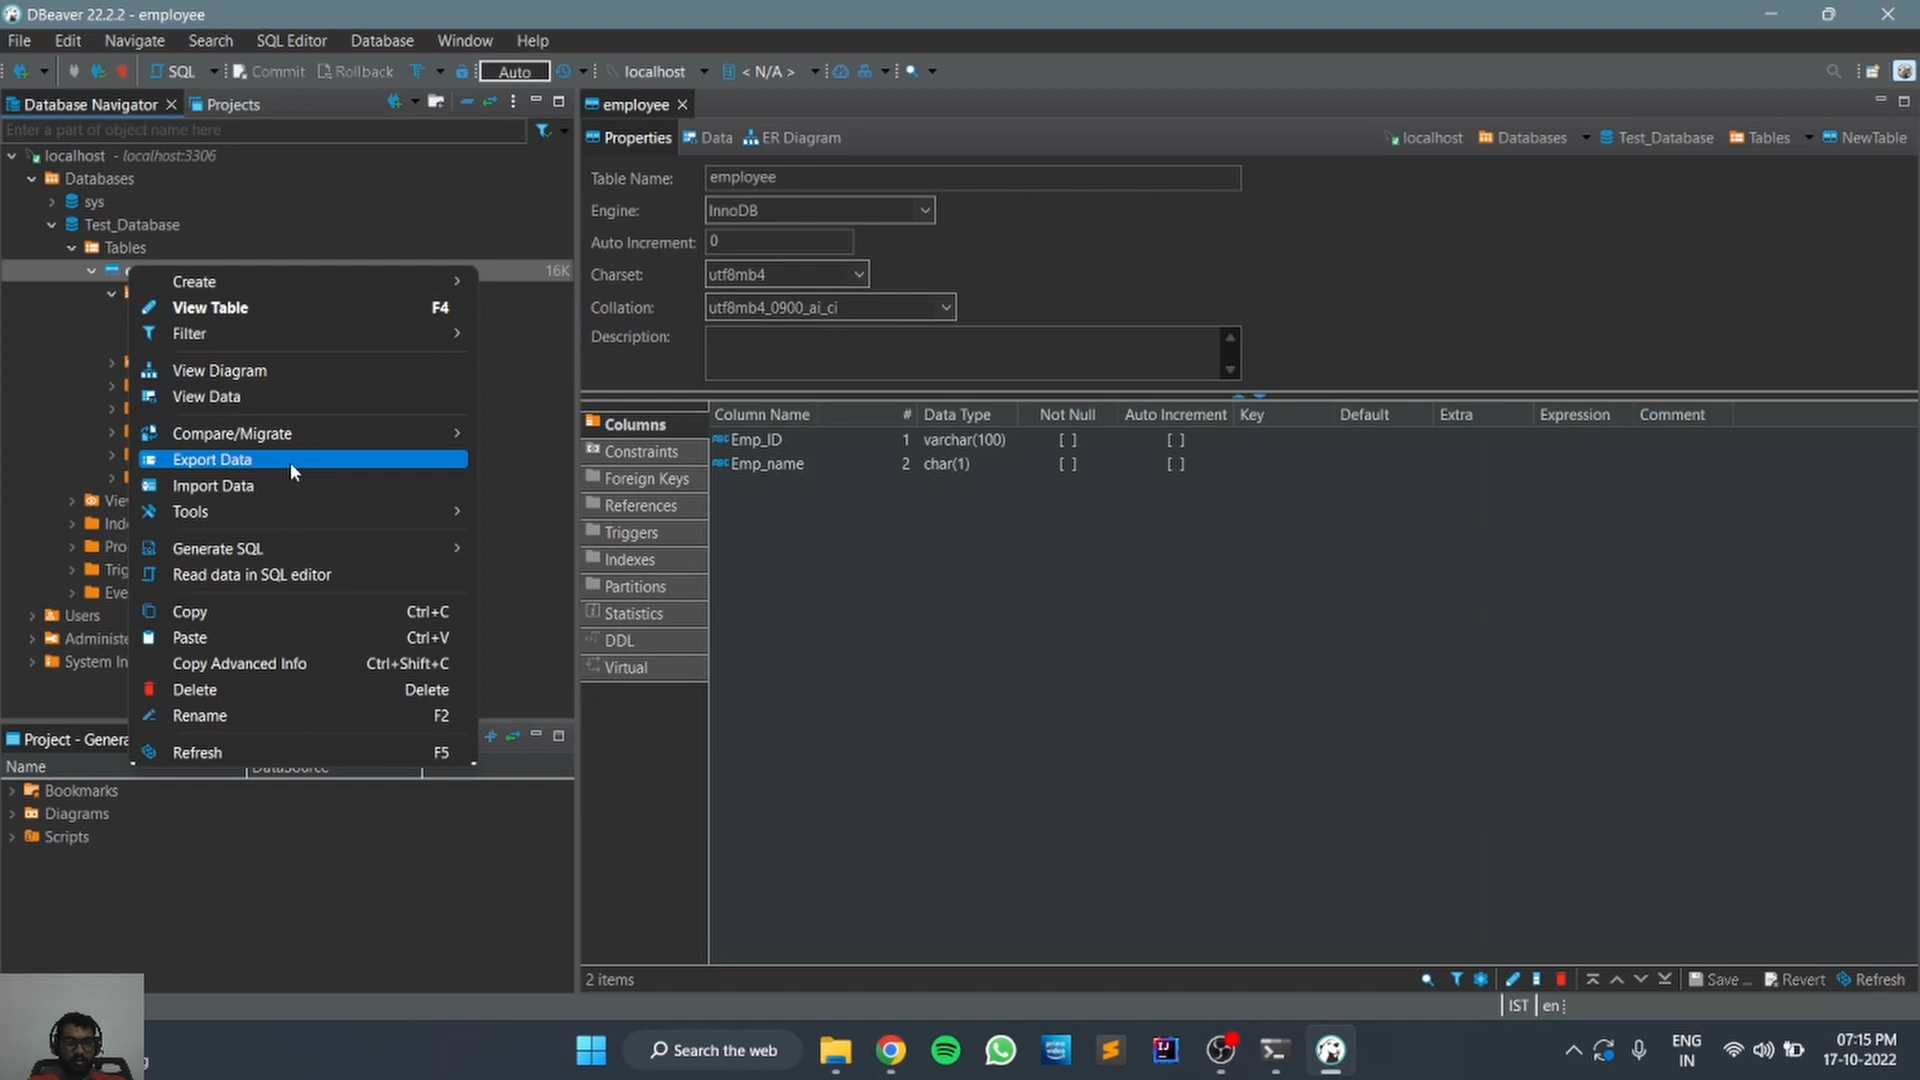 DBeaver 22.2.2 - employee
File Edit Navigate Search SQL Editor Database Window Help
SQL Commit Rollback Auto localhost < N/A >
Database Navigator Projects
Enter a part of object name here
localhost - localhost:3306
Databases
sys
Test_Database
Tables
16K
Users
Create
View Table F4
Filter
View Diagram
View Data
Compare/Migrate
Export Data
Import Data
Tools
Generate SQL
Read data in SQL editor
Copy Ctrl+C
Paste Ctrl+V
Copy Advanced Info Ctrl+Shift+C
Delete Delete
Rename F2
Refresh F5
Project - Genera
Name DataSource
Bookmarks
Diagrams
Scripts
employee
Properties Data ER Diagram
localhost Databases Test_Database Tables NewTable
Table Name: employee
Engine: InnoDB
Auto Increment: 0
Charset: utf8mb4
Collation: utf8mb4_0900_ai_ci
Description:
Columns
Constraints
Foreign Keys
References
Triggers
Indexes
Partitions
Statistics
DDL
Virtual
Column Name # Data Type Not Null Auto Increment Key Default Extra Expression Comment
ABC Emp_ID 1 varchar(100) [ ] [ ]
ABC Emp_name 2 char(1) [ ] [ ]
2 items
Save ... Revert Refresh
IST en
Search the web
prime video
IJ
ENG
IN
07:15 PM
17-10-2022